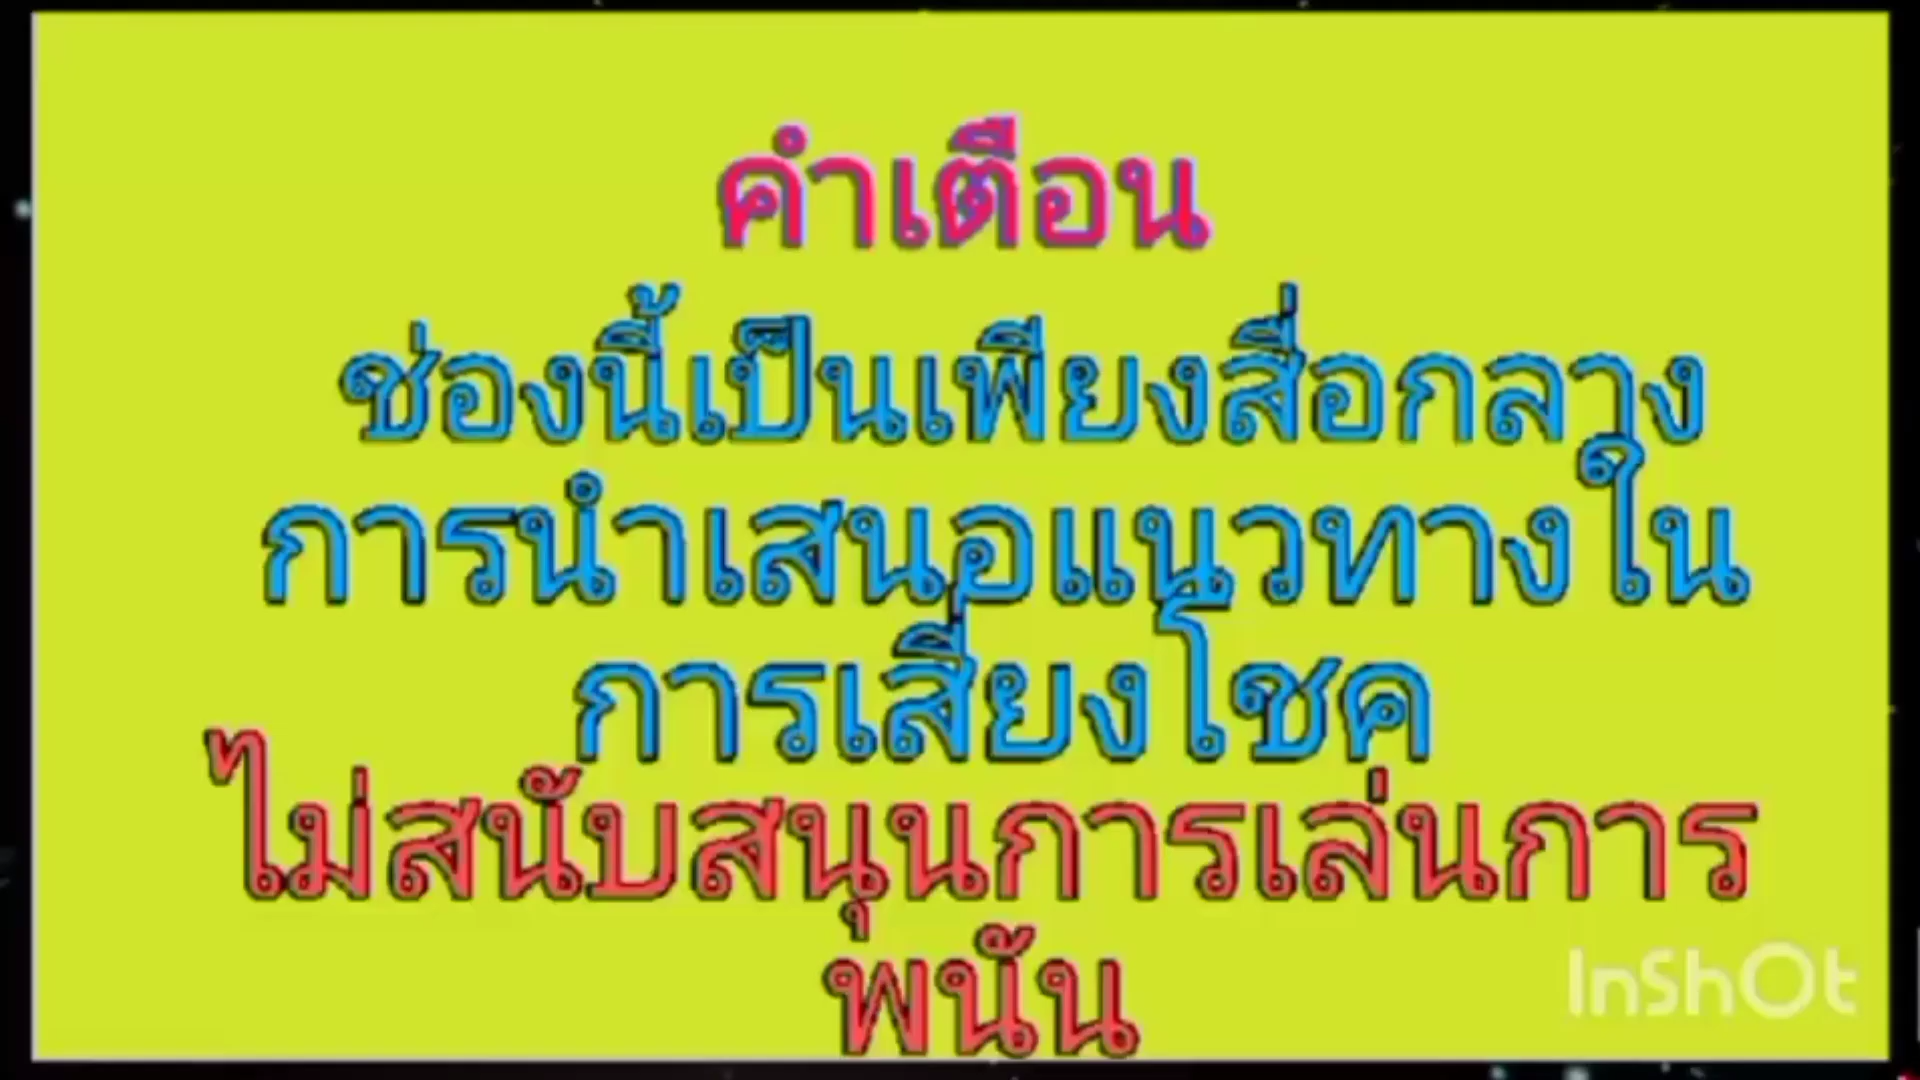 คำเตือน
ช่องนี้เป็นเพียงสื่อกลาง
การนำเสนอแนวทางใน
การเสี่ยงโชค
ไม่สนับสนุนการเล่นการ
พนัน
InShOt